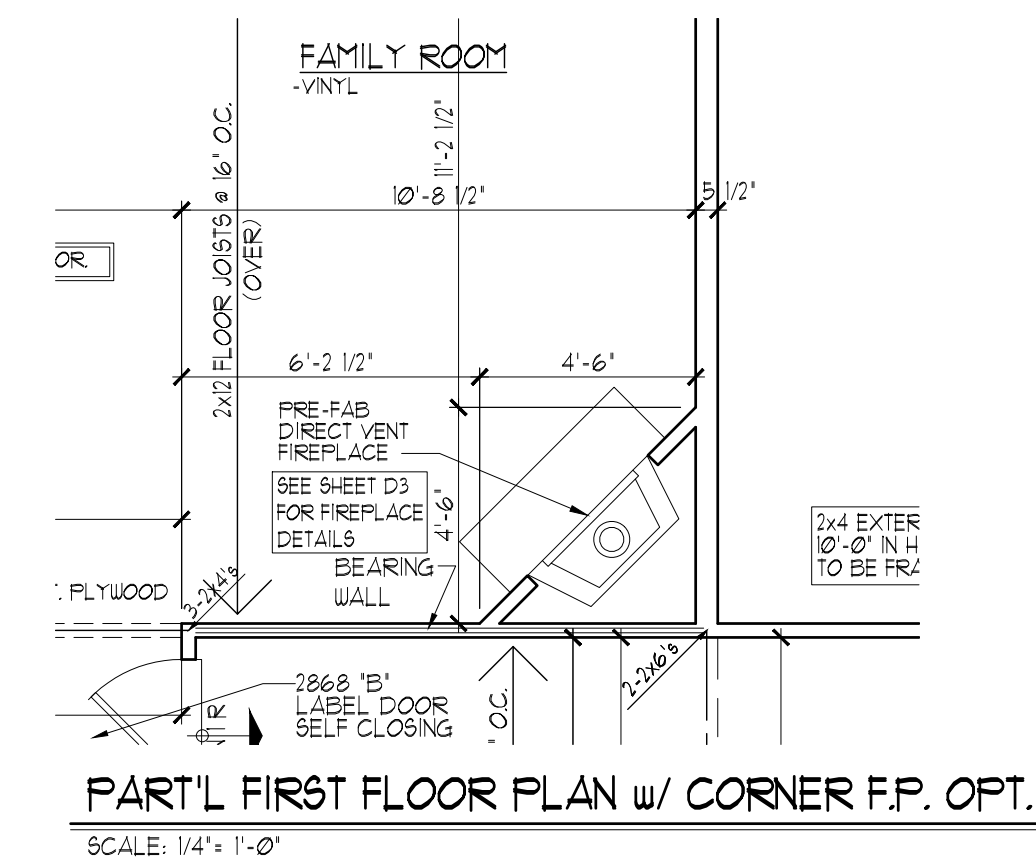 FAMILY ROOM
-VINYL
11'-2 1/2"
10'-8 1/2"
5 1/2"
2x12 FLOOR JOISTS @ 16" O.C.
(OVER)
OR.
6'-2 1/2"
4'-6"
PRE-FAB
DIRECT VENT
FIREPLACE
SEE SHEET D3
FOR FIREPLACE
DETAILS
4'-6"
BEARING
WALL
2x4 EXTER
10'-0" IN H
TO BE FRA
T. PLYWOOD
3-2x4's
2-2x6's
2868 "B"
LABEL DOOR
SELF CLOSING
" O.C.
PART'L FIRST FLOOR PLAN w/ CORNER F.P. OPT.
SCALE: 1/4"= 1'-0"